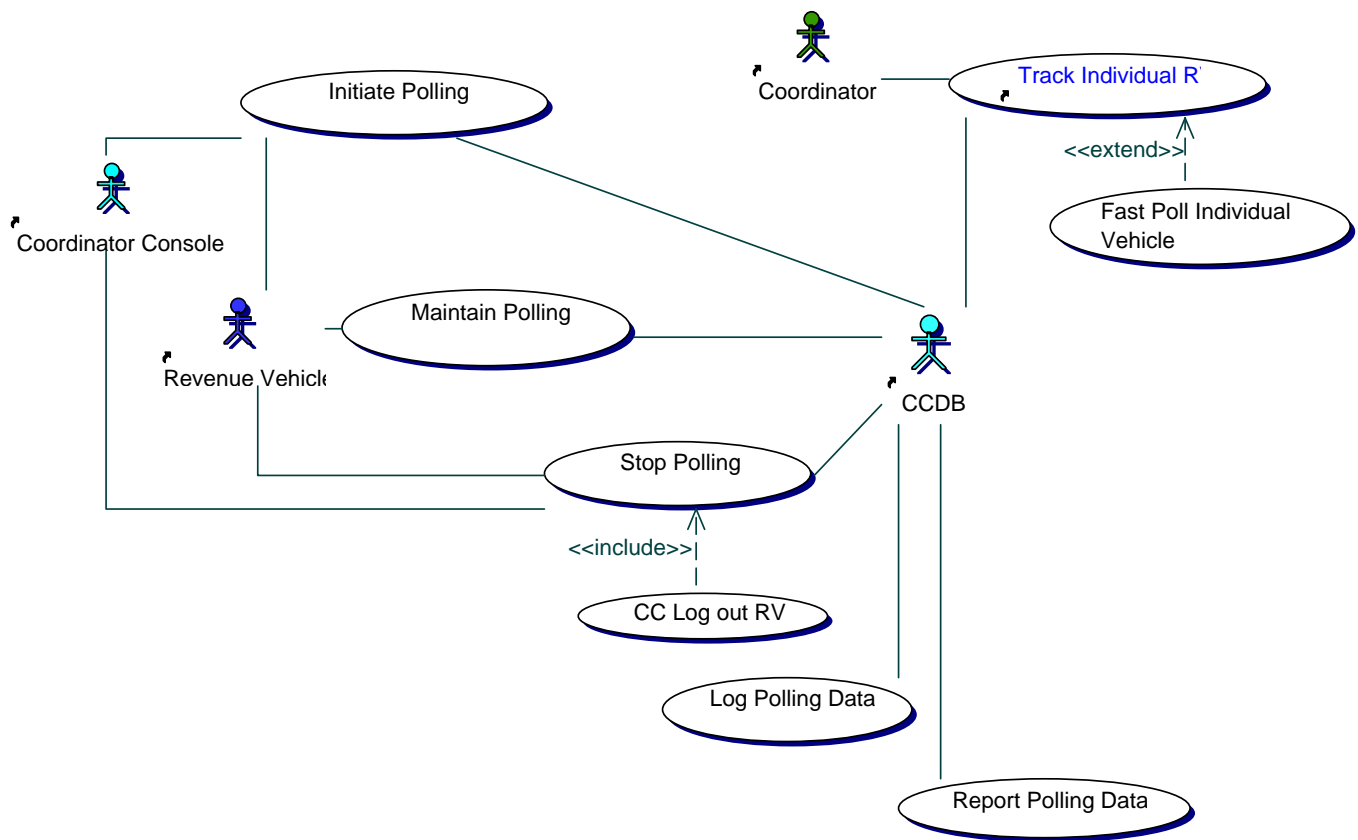 Coordinator
Track Individual R
<<extend>>
Initiate Polling
Coordinator Console
Fast Poll Individual
Vehicle
Maintain Polling
Revenue Vehicle
CCDB
Stop Polling
<<include>>
CC Log out RV
Log Polling Data
Report Polling Data